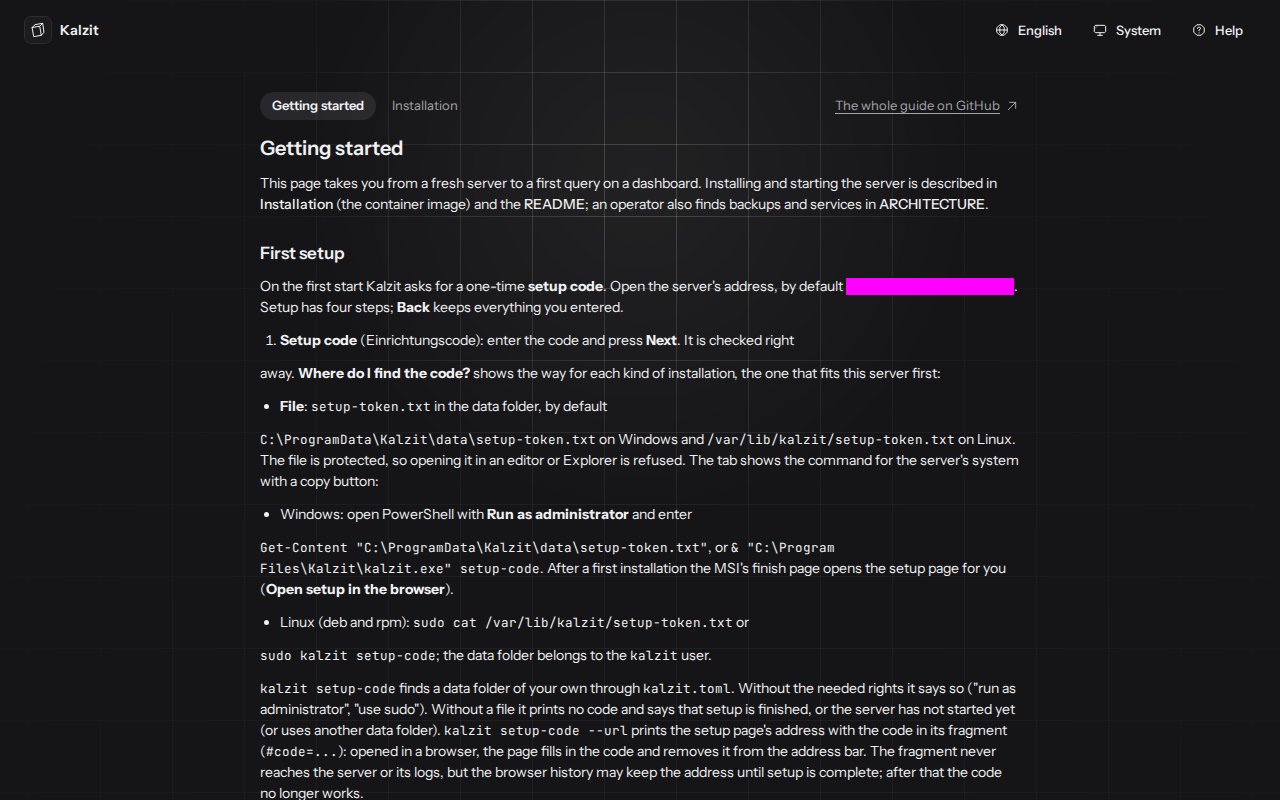 Kalzit
English
System
Help
Getting started
Installation
The whole guide on GitHub
Getting started
This page takes you from a fresh server to a first query on a dashboard. Installing and starting the server is described in
Installation (the container image) and the README; an operator also finds backups and services in ARCHITECTURE.
First setup
On the first start Kalzit asks for a one-time setup code. Open the server's address, by default .
Setup has four steps; Back keeps everything you entered.
1. Setup code (Einrichtungscode): enter the code and press Next. It is checked right
away. Where do I find the code? shows the way for each kind of installation, the one that fits this server first:
• File: setup-token.txt in the data folder, by default
C:\ProgramData\Kalzit\data\setup-token.txt on Windows and /var/lib/kalzit/setup-token.txt on Linux.
The file is protected, so opening it in an editor or Explorer is refused. The tab shows the command for the server's system
with a copy button:
• Windows: open PowerShell with Run as administrator and enter
Get-Content "C:\ProgramData\Kalzit\data\setup-token.txt", or & "C:\Program
Files\Kalzit\kalzit.exe" setup-code. After a first installation the MSI's finish page opens the setup page for you
(Open setup in the browser).
• Linux (deb and rpm): sudo cat /var/lib/kalzit/setup-token.txt or
sudo kalzit setup-code; the data folder belongs to the kalzit user.
kalzit setup-code finds a data folder of your own through kalzit.toml. Without the needed rights it says so ("run as
administrator", "use sudo"). Without a file it prints no code and says that setup is finished, or the server has not started yet
(or uses another data folder). kalzit setup-code --url prints the setup page's address with the code in its fragment
(#code=...): opened in a browser, the page fills in the code and removes it from the address bar. The fragment never
reaches the server or its logs, but the browser history may keep the address until setup is complete; after that the code
no longer works.